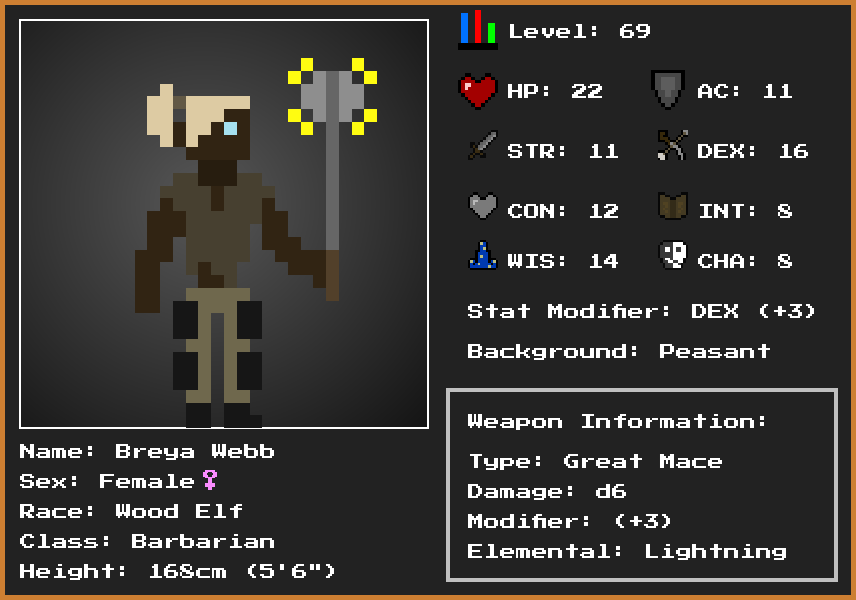 Level: 69
HP: 22
AC: 11
STR: 11
DEX: 16
CON: 12
INT: 8
WIS: 14
CHA: 8
Stat Modifier: DEX (+3)
Background: Peasant
Weapon Information:
Type: Great Mace
Damage: d6
Modifier: (+3)
Elemental: Lightning
Name: Breya Webb
Sex: Female♀
Race: Wood Elf
Class: Barbarian
Height: 168cm (5'6")